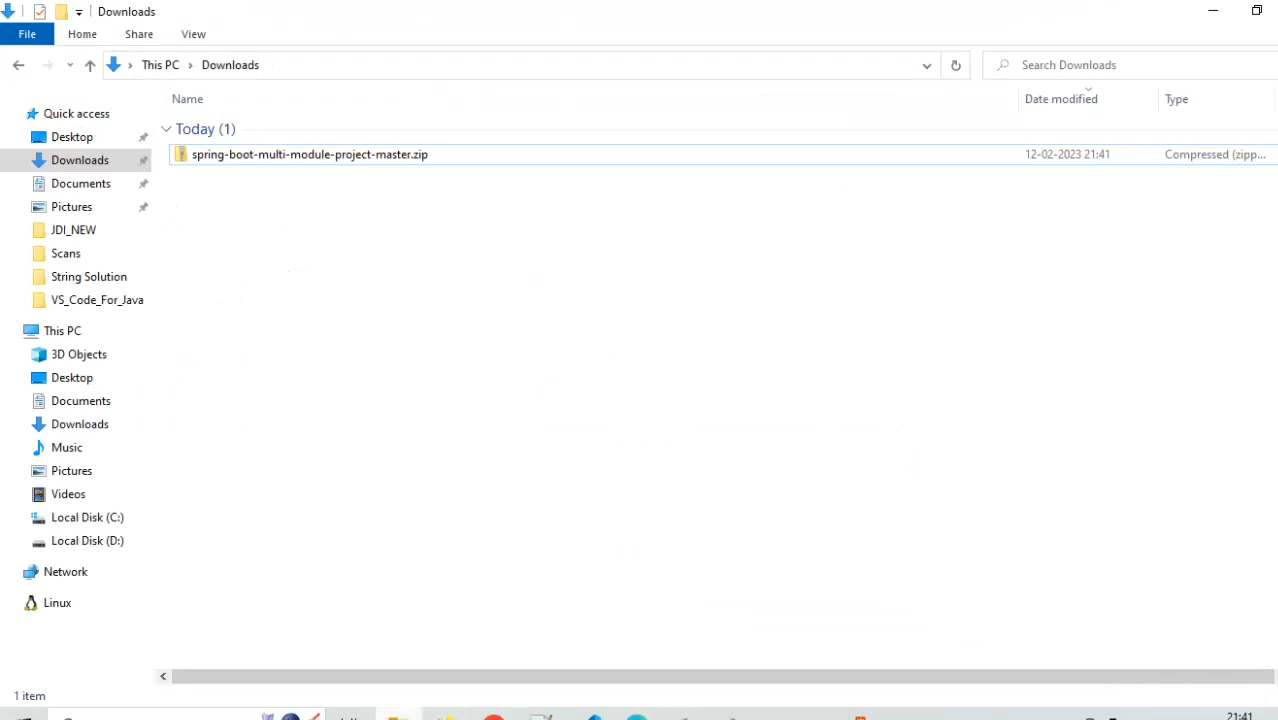 Downloads
File Home Share View
This PC Downloads
Search Downloads
Name Date modified Type
Quick access
Today (1)
Desktop
spring-boot-multi-module-project-master.zip 12-02-2023 21:41 Compressed (zipp...
Downloads
Documents
Pictures
JDI_NEW
Scans
String Solution
VS_Code_For_Java
This PC
3D Objects
Desktop
Documents
Downloads
Music
Pictures
Videos
Local Disk (C:)
Local Disk (D:)
Network
Linux
1 item
21:41